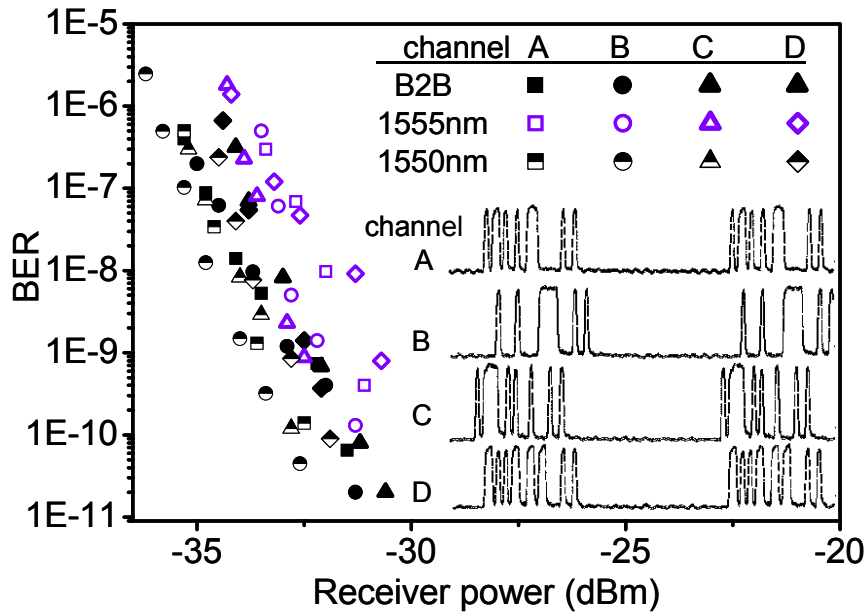 1E-5
channel A B C D
B2B
1E-6
1555nm
1550nm
1E-7
channel
A
1E-8
B
1E-9
C
1E-10
D
1E-11
BER
-35 -30 -25 -20
Receiver power (dBm)